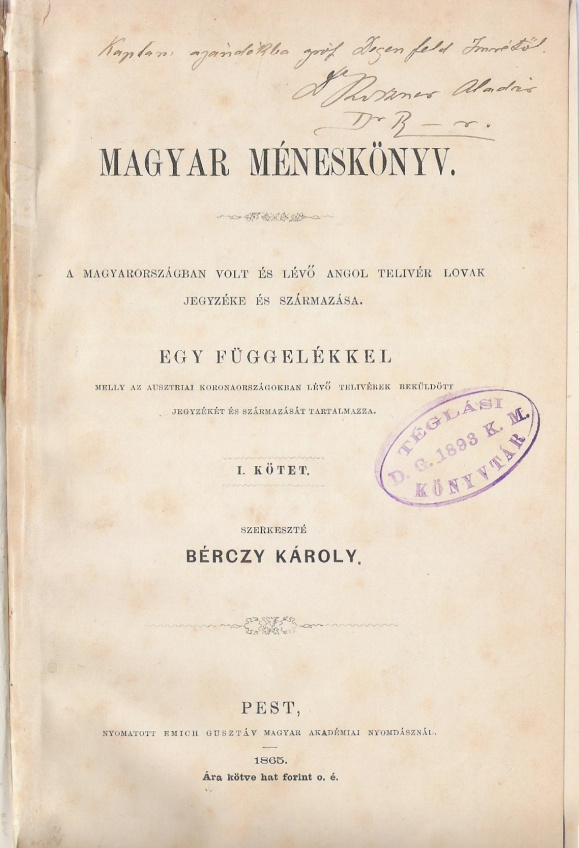 Kaptam ajándékba gróf Degenfeld Imrétől.
Dr Aladár
Dr R — r.
MAGYAR MÉNESKÖNYV.
A MAGYARORSZÁGBAN VOLT ÉS LÉVŐ ANGOL TELIVÉR LOVAK
JEGYZÉKE ÉS SZÁRMAZÁSA.
EGY FÜGGELÉKKEL
MELLY AZ AUSZTRIAI KORONAORSZÁGOKBAN LÉVŐ TELIVÉREK BEKÜLDÖTT
JEGYZÉKÉT ÉS SZÁRMAZÁSÁT TARTALMAZZA.
TÉGLÁSI
D. G. 1893 K. M.
KÖNYVTÁR
I. KÖTET.
SZERKESZTÉ
BÉRCZY KÁROLY.
PEST,
NYOMATOTT EMICH GUSZTÁV MAGYAR AKADÉMIAI NYOMDÁSZNÁL.
1865.
Ára kötve hat forint o. é.